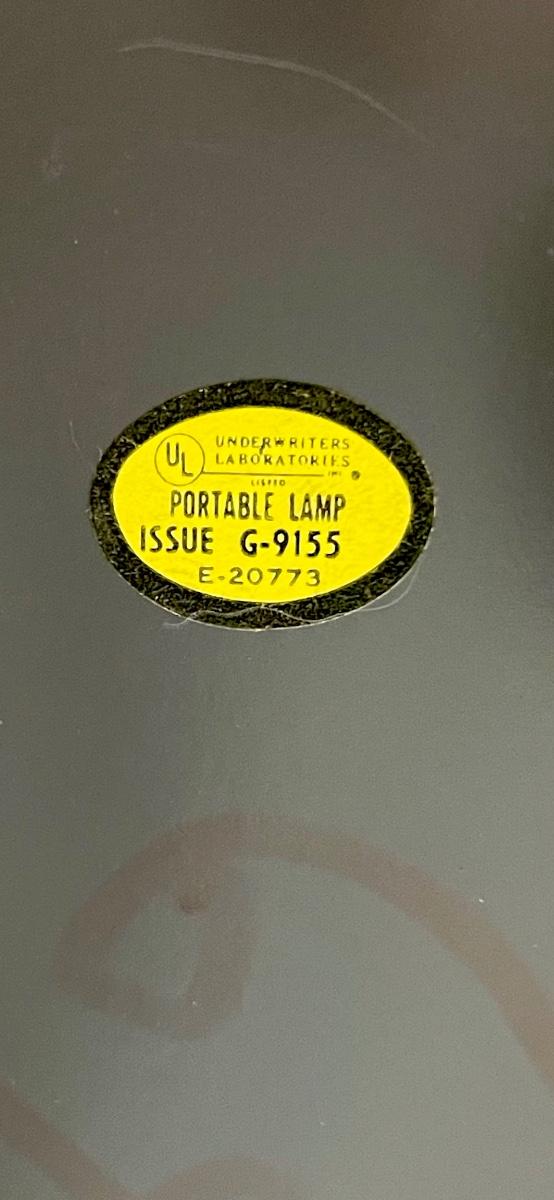 UL
UNDERWRITERS
LABORATORIES
INC. ®
LISTED
PORTABLE LAMP
ISSUE G-9155
E-20773